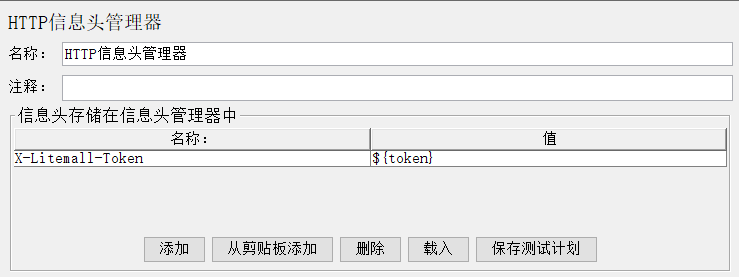 HTTP信息头管理器
名称： HTTP信息头管理器
注释：
信息头存储在信息头管理器中
名称： 值
X-Litemall-Token ${token}
添加 从剪贴板添加 删除 载入 保存测试计划